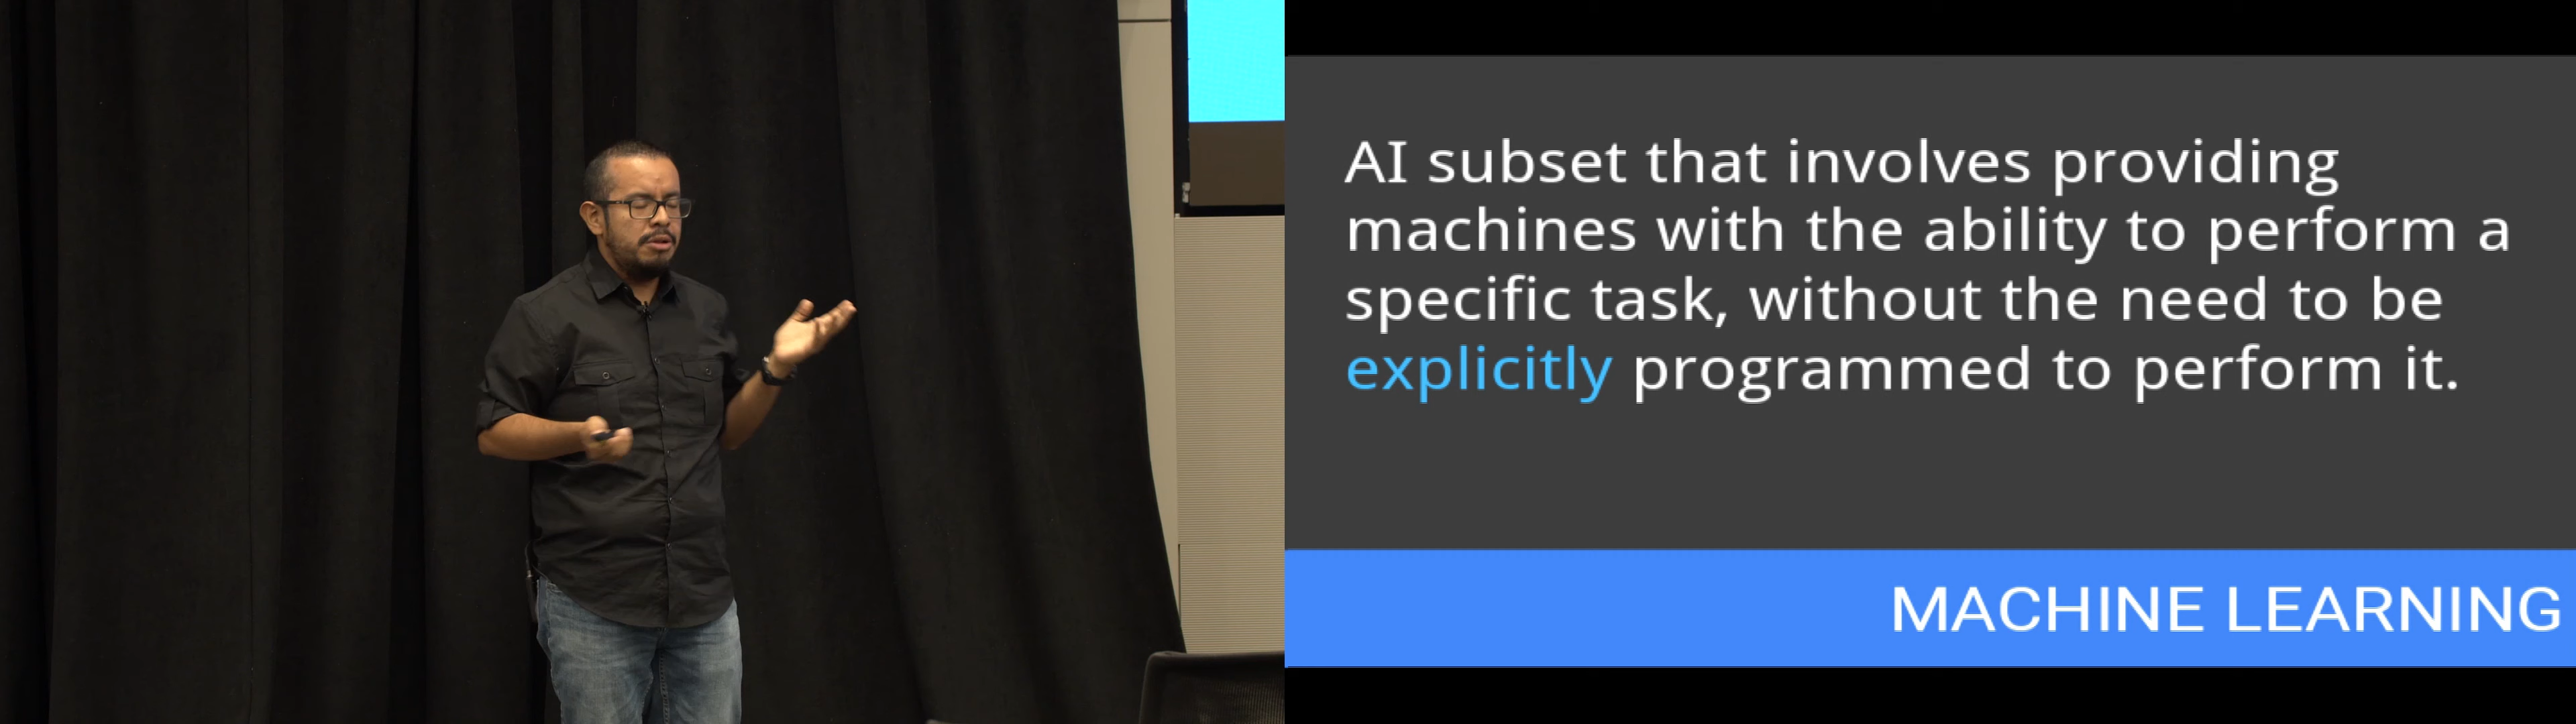 AI subset that involves providing
machines with the ability to perform a
specific task, without the need to be
explicitly programmed to perform it.
MACHINE LEARNING